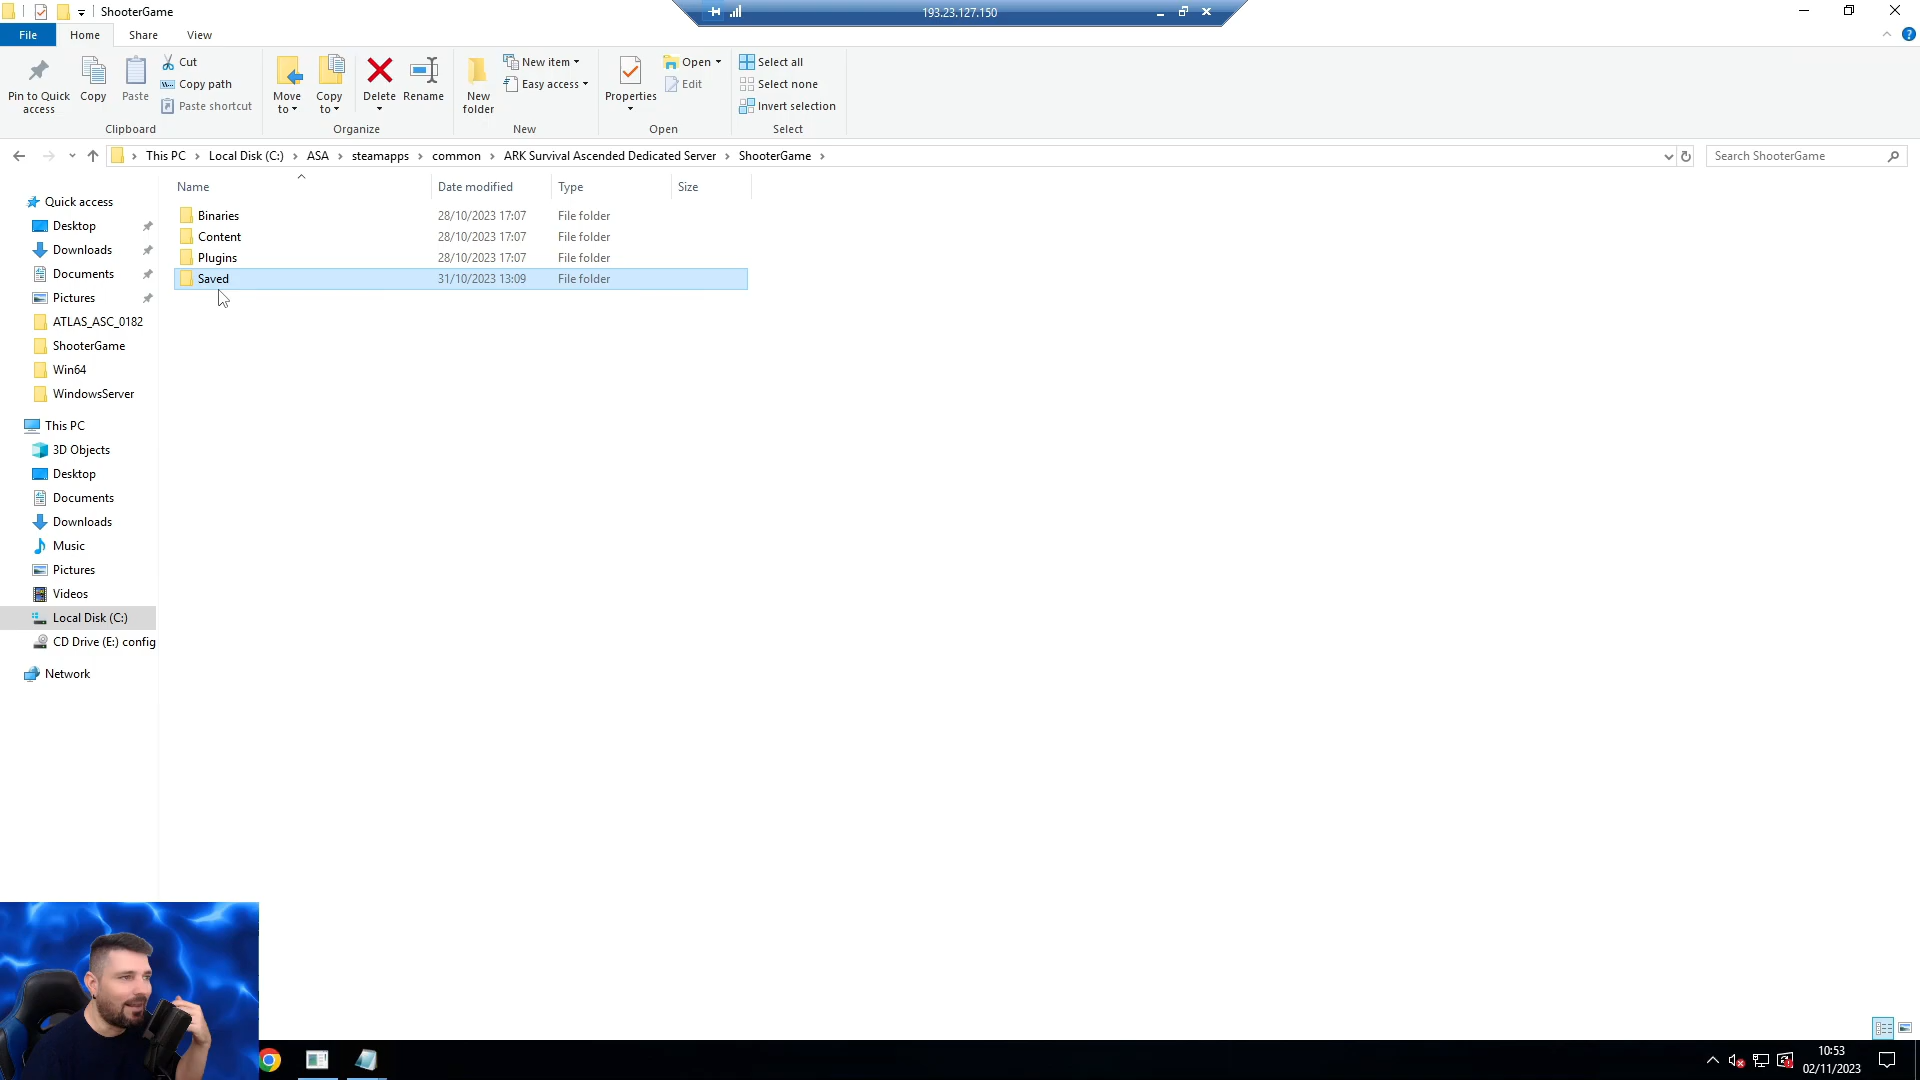 ShooterGame
193.23.127.150
File
Home
Share
View
Pin to Quick access
Copy
Paste
Cut
Copy path
Paste shortcut
Clipboard
Move to
Copy to
Delete
Rename
Organize
New folder
New item
Easy access
New
Properties
Open
Edit
Open
Select all
Select none
Invert selection
Select
This PC
Local Disk (C:)
ASA
steamapps
common
ARK Survival Ascended Dedicated Server
ShooterGame
Search ShooterGame
Name
Date modified
Type
Size
Binaries 28/10/2023 17:07 File folder
Content 28/10/2023 17:07 File folder
Plugins 28/10/2023 17:07 File folder
Saved 31/10/2023 13:09 File folder
Quick access
Desktop
Downloads
Documents
Pictures
ATLAS_ASC_0182
ShooterGame
Win64
WindowsServer
This PC
3D Objects
Desktop
Documents
Downloads
Music
Pictures
Videos
Local Disk (C:)
CD Drive (E:) config
Network
10:53
02/11/2023